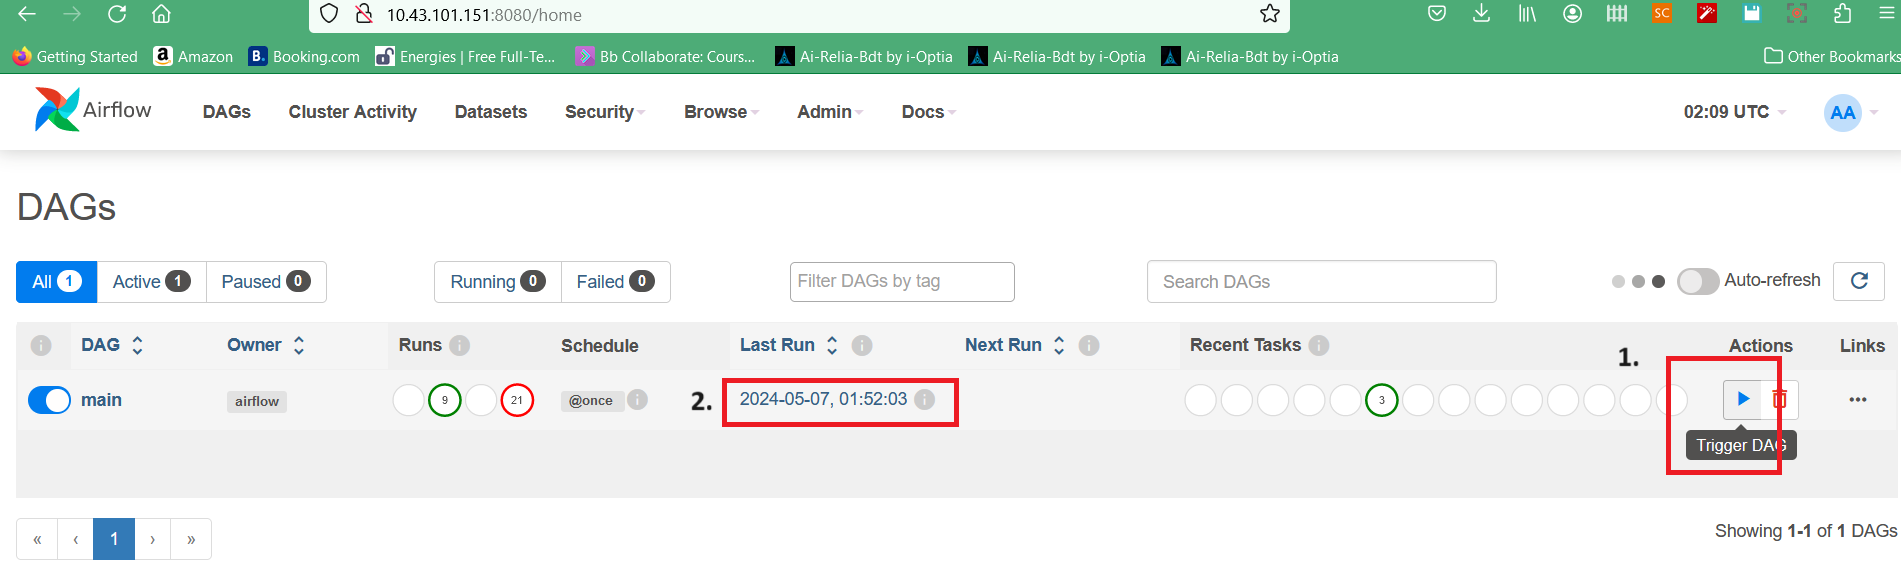 10.43.101.151:8080/home
SC
Getting Started
a Amazon
B. Booking.com
Energies | Free Full-Te...
Bb Collaborate: Cours...
Ai-Relia-Bdt by i-Optia
Ai-Relia-Bdt by i-Optia
Ai-Relia-Bdt by i-Optia
Other Bookmarks
Airflow
DAGs
Cluster Activity
Datasets
Security
Browse
Admin
Docs
02:09 UTC
AA
DAGs
All 1
Active 1
Paused 0
Running 0
Failed 0
Filter DAGs by tag
Search DAGs
Auto-refresh
i DAG
Owner
Runs i
Schedule
Last Run i
Next Run i
Recent Tasks i
1.
Actions
Links
main
airflow
9
21
@once i
2.
2024-05-07, 01:52:03 i
3
...
Trigger DAG
« ‹ 1 › »
Showing 1-1 of 1 DAGs